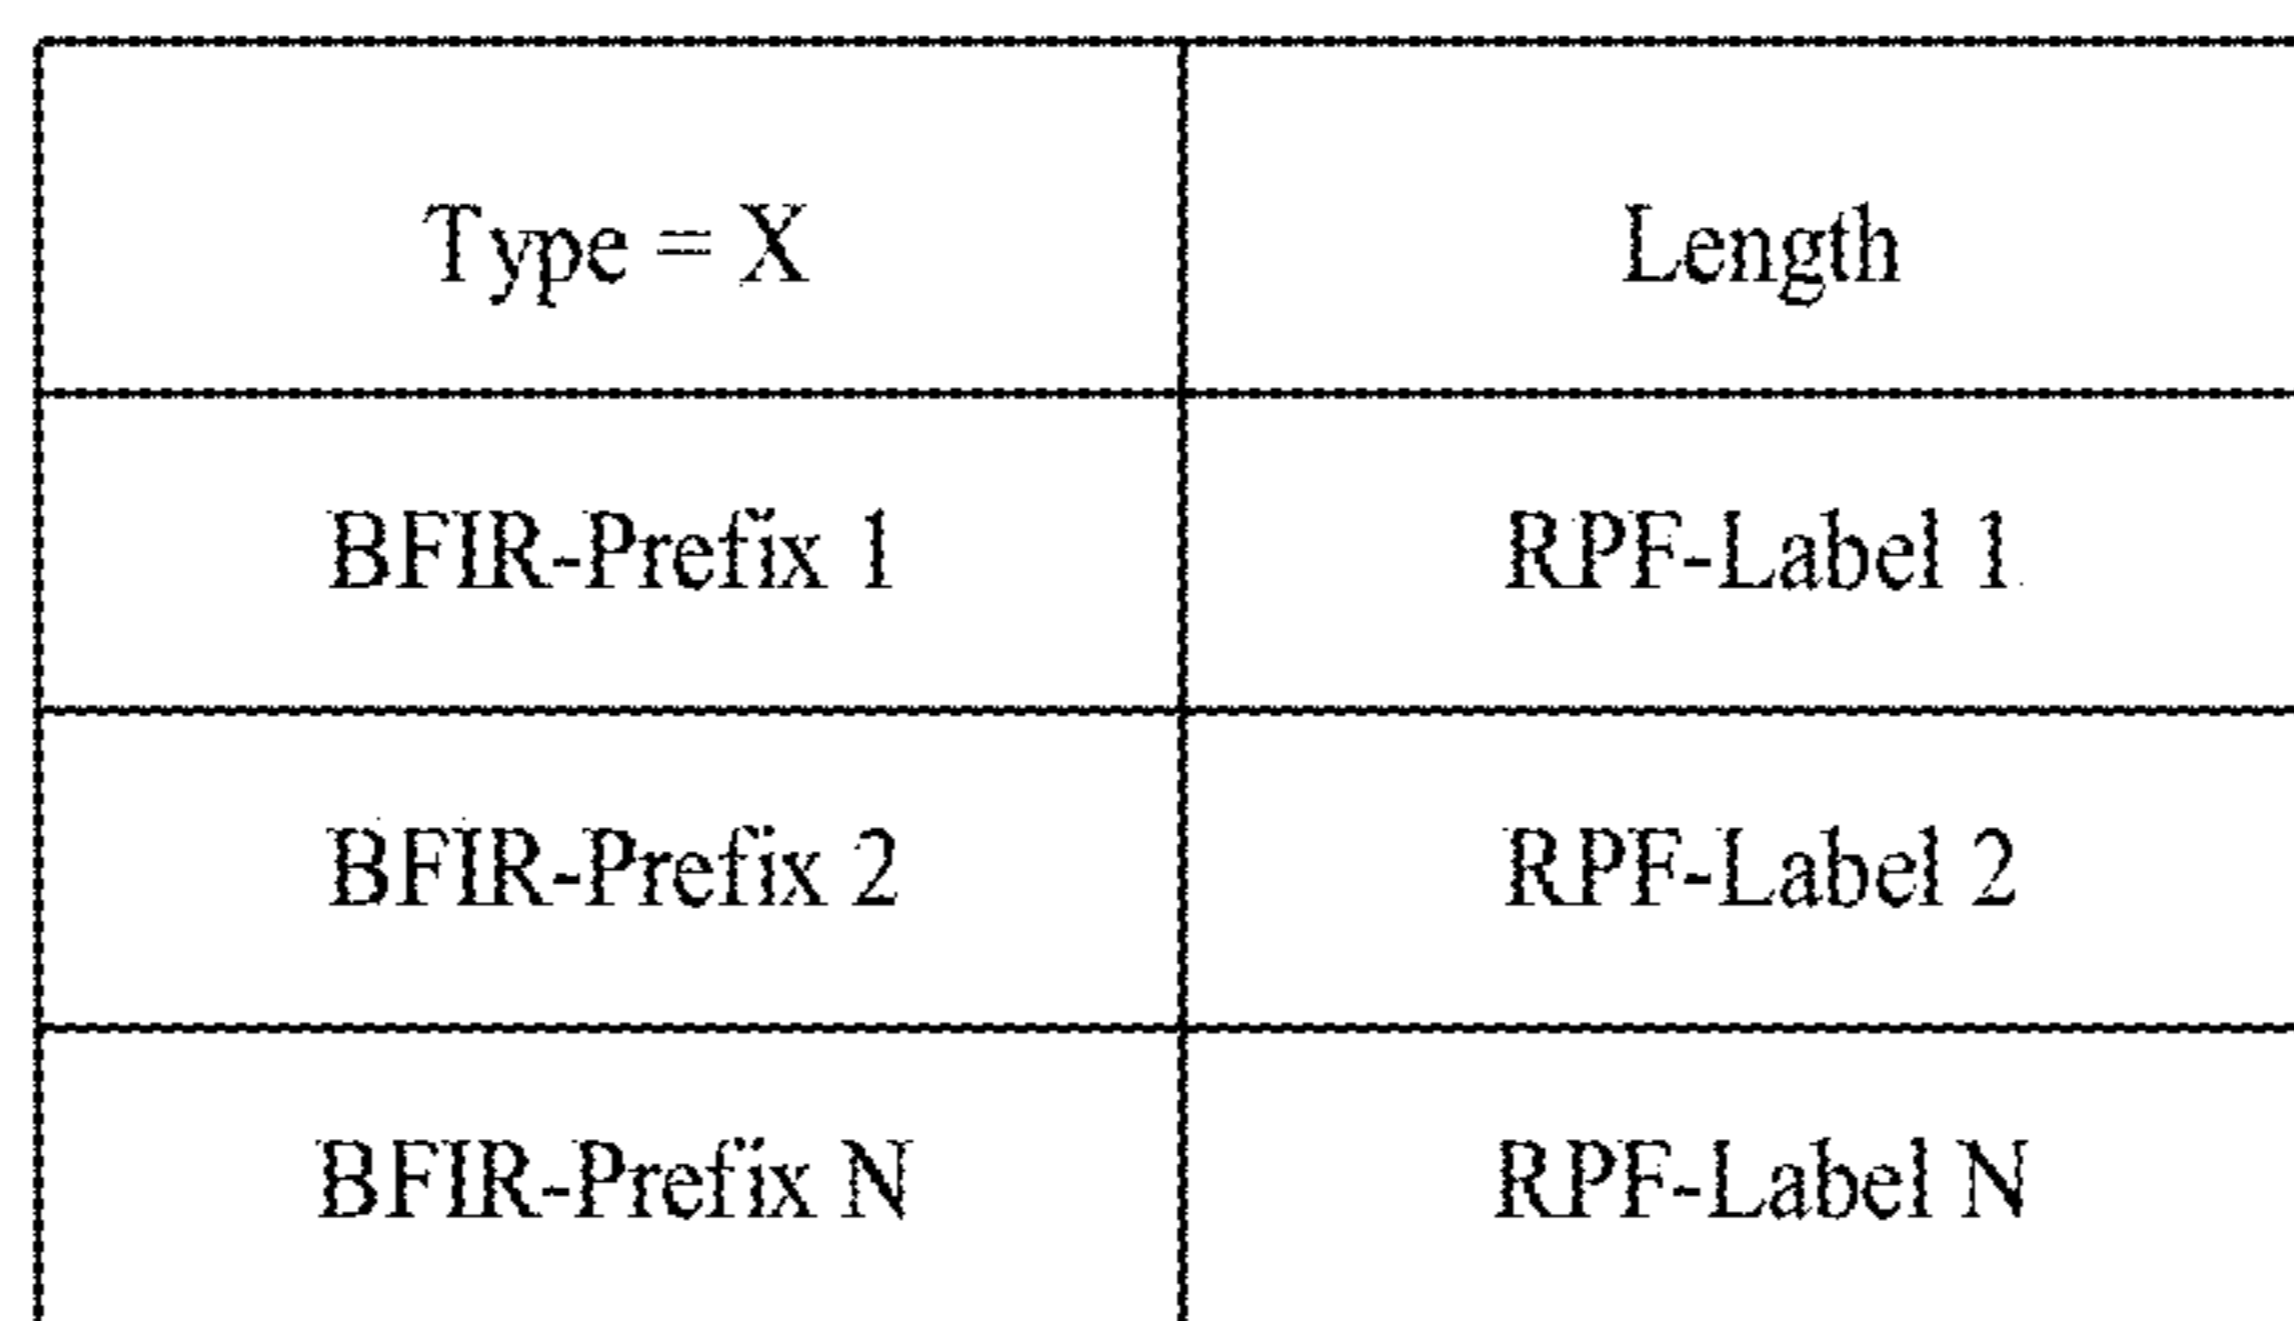 Type = X Length
BFIR-Prefix 1 RPF-Label 1
BFIR-Prefix 2 RPF-Label 2
BFIR-Prefix N RPF-Label N